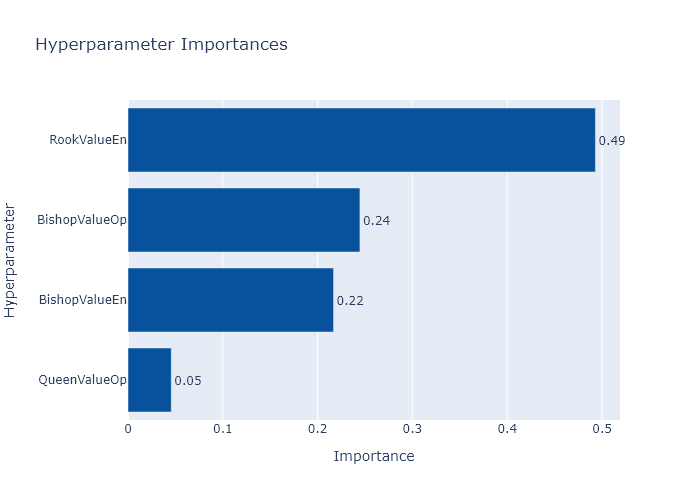 Hyperparameter Importances
Hyperparameter
RookValueEn
0.49
BishopValueOp
0.24
BishopValueEn
0.22
QueenValueOp
0.05
0
0.1
0.2
0.3
0.4
0.5
Importance